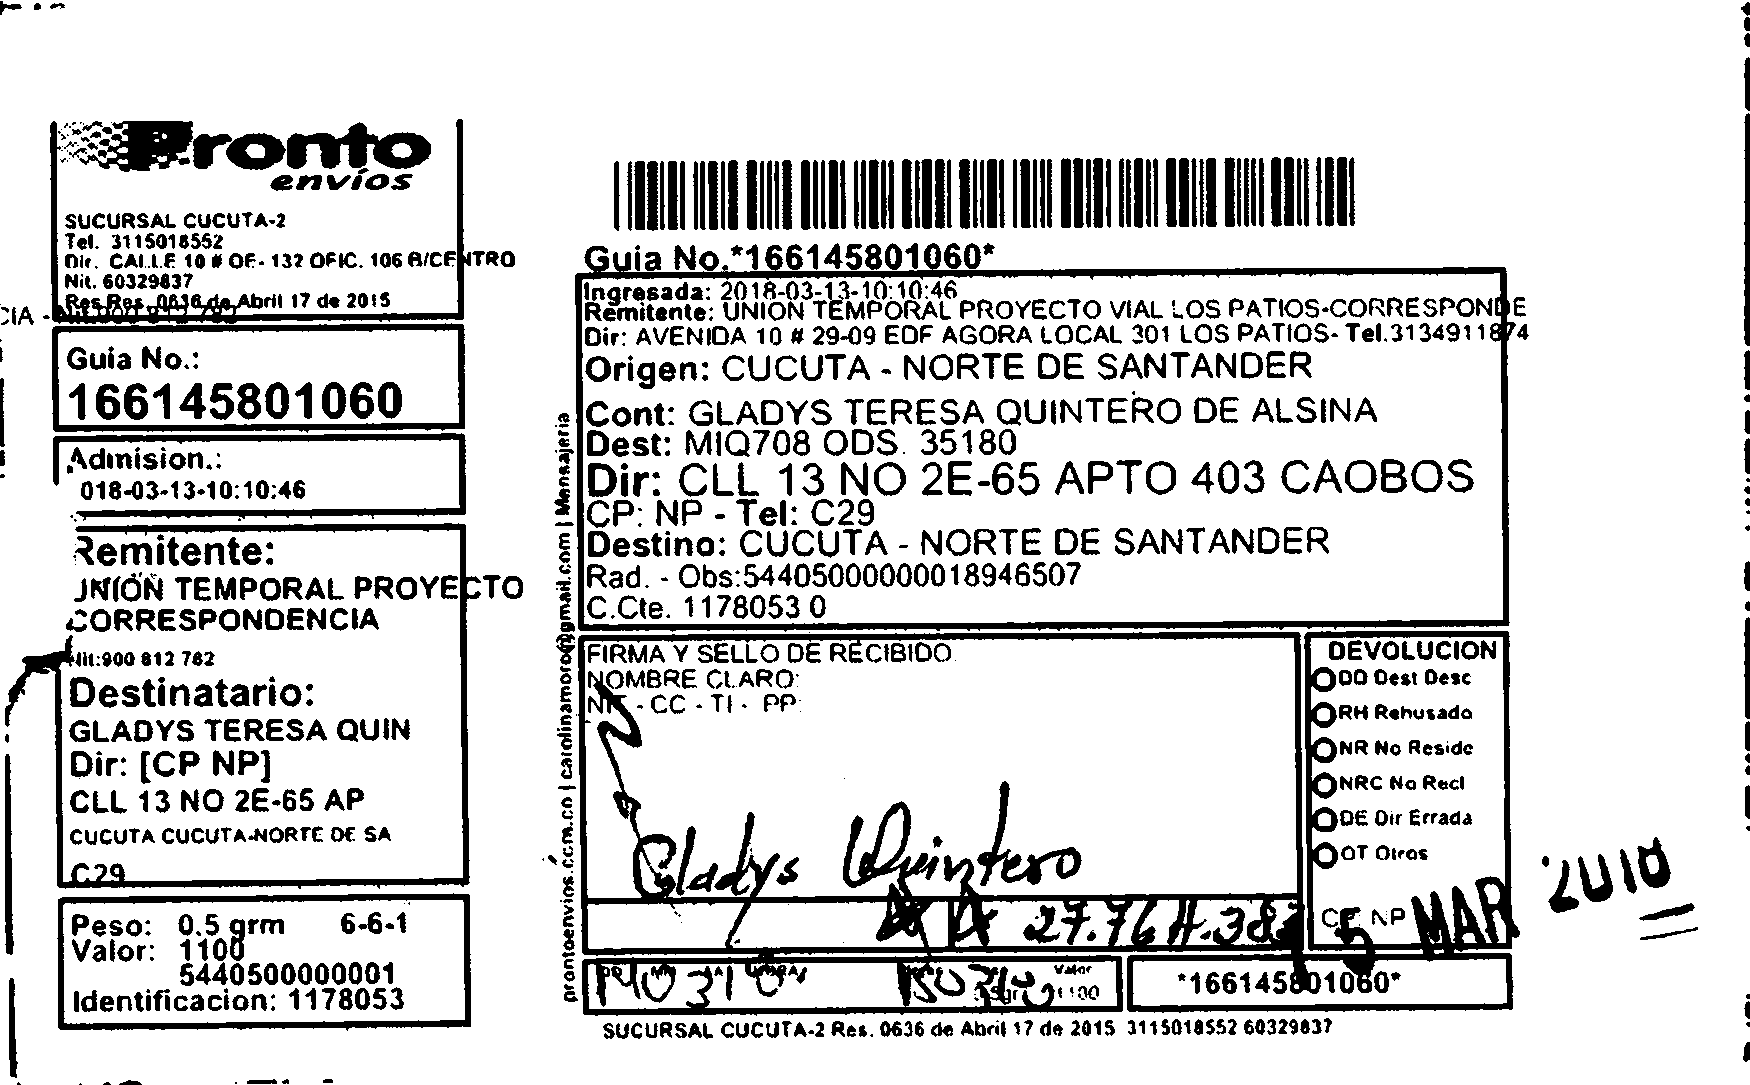 Pronto
envíos
SUCURSAL CUCUTA-2
Tel. 3115018552
Dir. CALLE 10 # OE- 132 OFIC. 106 B/CENTRO
Nit. 60329837
Res.Res. 0636 de Abril 17 de 2015
Guia No.:
166145801060
Admision.:
018-03-13-10:10:46
Remitente:
UNION TEMPORAL PROYECTO
CORRESPONDENCIA
Nit:900 812 782
Destinatario:
GLADYS TERESA QUIN
Dir: [CP NP]
CLL 13 NO 2E-65 AP
CUCUTA CUCUTA-NORTE DE SA
C29
Peso: 0.5 grm 6-6-1
Valor: 1100
5440500000001
Identificacion: 1178053
prontoenvios.com.co | carolinamoro@gmail.com | Mensajeria
Guia No.*166145801060*
Ingresada: 2018-03-13-10:10:46
Remitente: UNION TEMPORAL PROYECTO VIAL LOS PATIOS-CORRESPONDE
Dir: AVENIDA 10 # 29-09 EDF AGORA LOCAL 301 LOS PATIOS- Tel.3134911874
Origen: CUCUTA - NORTE DE SANTANDER
Cont: GLADYS TERESA QUINTERO DE ALSINA
Dest: MIQ708 ODS. 35180
Dir: CLL 13 NO 2E-65 APTO 403 CAOBOS
CP: NP - Tel: C29
Destino: CUCUTA - NORTE DE SANTANDER
Rad. - Obs:54405000000018946507
C.Cte. 1178053 0
FIRMA Y SELLO DE RECIBIDO
NOMBRE CLARO:
NIT - CC - TI - PP:
Gladys Quintero
27.764.383
DEVOLUCION
DD Dest Desc
RH Rehusado
NR No Reside
NRC No Recl
DE Dir Errada
OT Otros
CP: NP
5 MAR
Valor
1100
*166145801060*
SUCURSAL CUCUTA-2 Res. 0636 de Abril 17 de 2015 3115018552 60329837